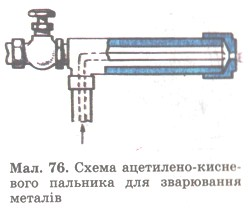 Мал. 76. Схема ацетилено-кисне-
вого пальника для зварювання
металів